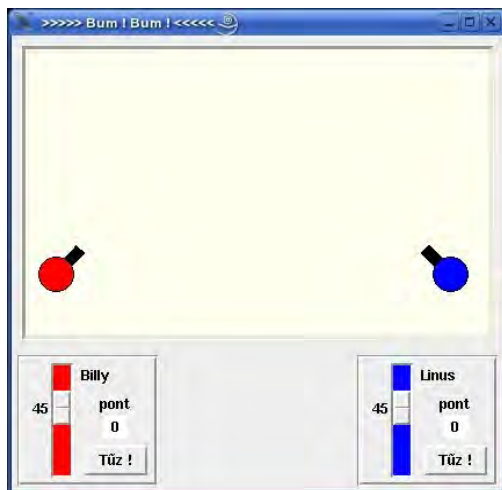 >>>>> Bum ! Bum ! <<<<<
Billy
45
pont
0
Tűz !
Linus
45
pont
0
Tűz !